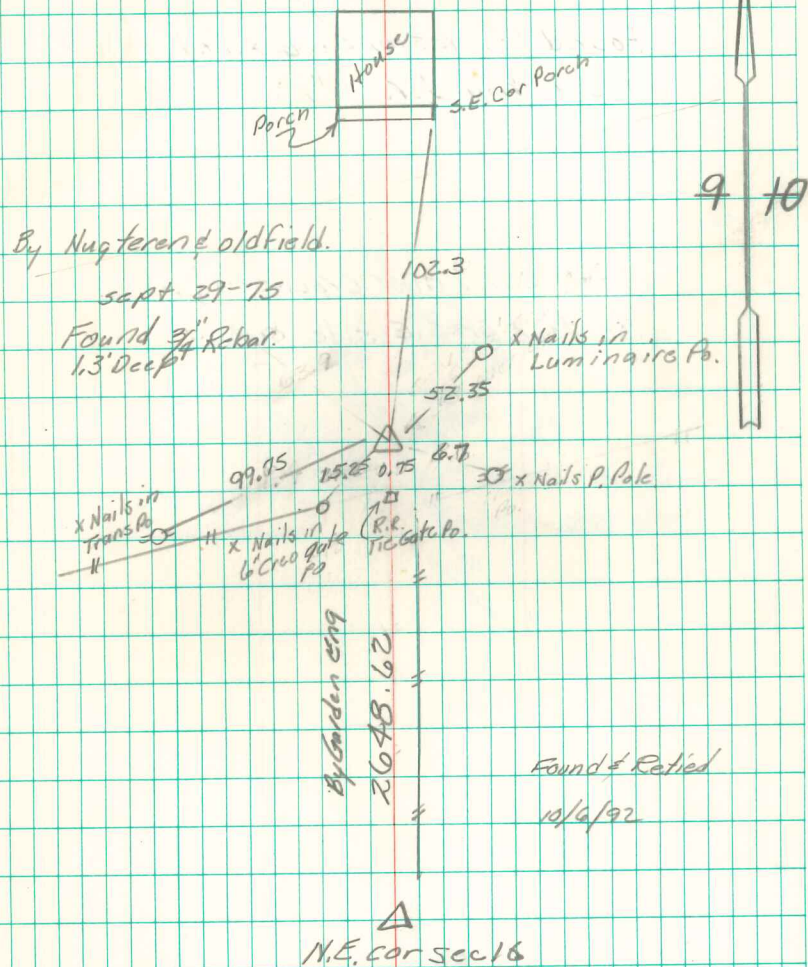 House
Porch
S.E. Cor Porch
9 10
By Nugteren & oldfield.
sept 29-75
102.3
Found 3/4" Rebar.
1.3' Deep
x Nails in
Luminaire Po.
52.35
99.75
15.25
0.75
6.7
x Nails P. Pole
x Nails in
Trans Po
x Nails in
6" Creo gate
Po
R.R.
Tie Gate Po.
By Garden Eng
2648.62
Found & Retied
10/6/92
N.E. cor sec 16